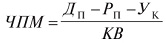 ЧПМ = (Д_П − Р_П − У_К) / КВ